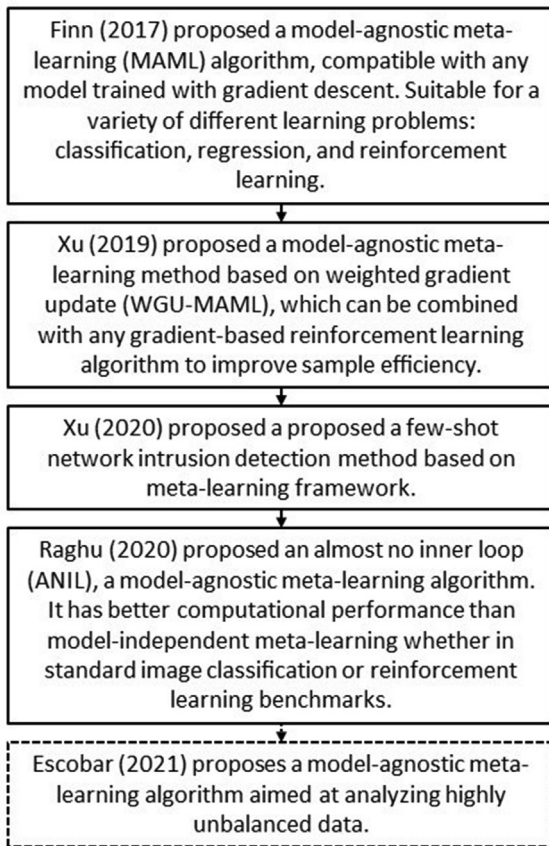 Finn (2017) proposed a model-agnostic meta-
learning (MAML) algorithm, compatible with any
model trained with gradient descent. Suitable for a
variety of different learning problems:
classification, regression, and reinforcement
learning.
Xu (2019) proposed a model-agnostic meta-
learning method based on weighted gradient
update (WGU-MAML), which can be combined
with any gradient-based reinforcement learning
algorithm to improve sample efficiency.
Xu (2020) proposed a proposed a few-shot
network intrusion detection method based on
meta-learning framework.
Raghu (2020) proposed an almost no inner loop
(ANIL), a model-agnostic meta-learning algorithm.
It has better computational performance than
model-independent meta-learning whether in
standard image classification or reinforcement
learning benchmarks.
Escobar (2021) proposes a model-agnostic meta-
learning algorithm aimed at analyzing highly
unbalanced data.